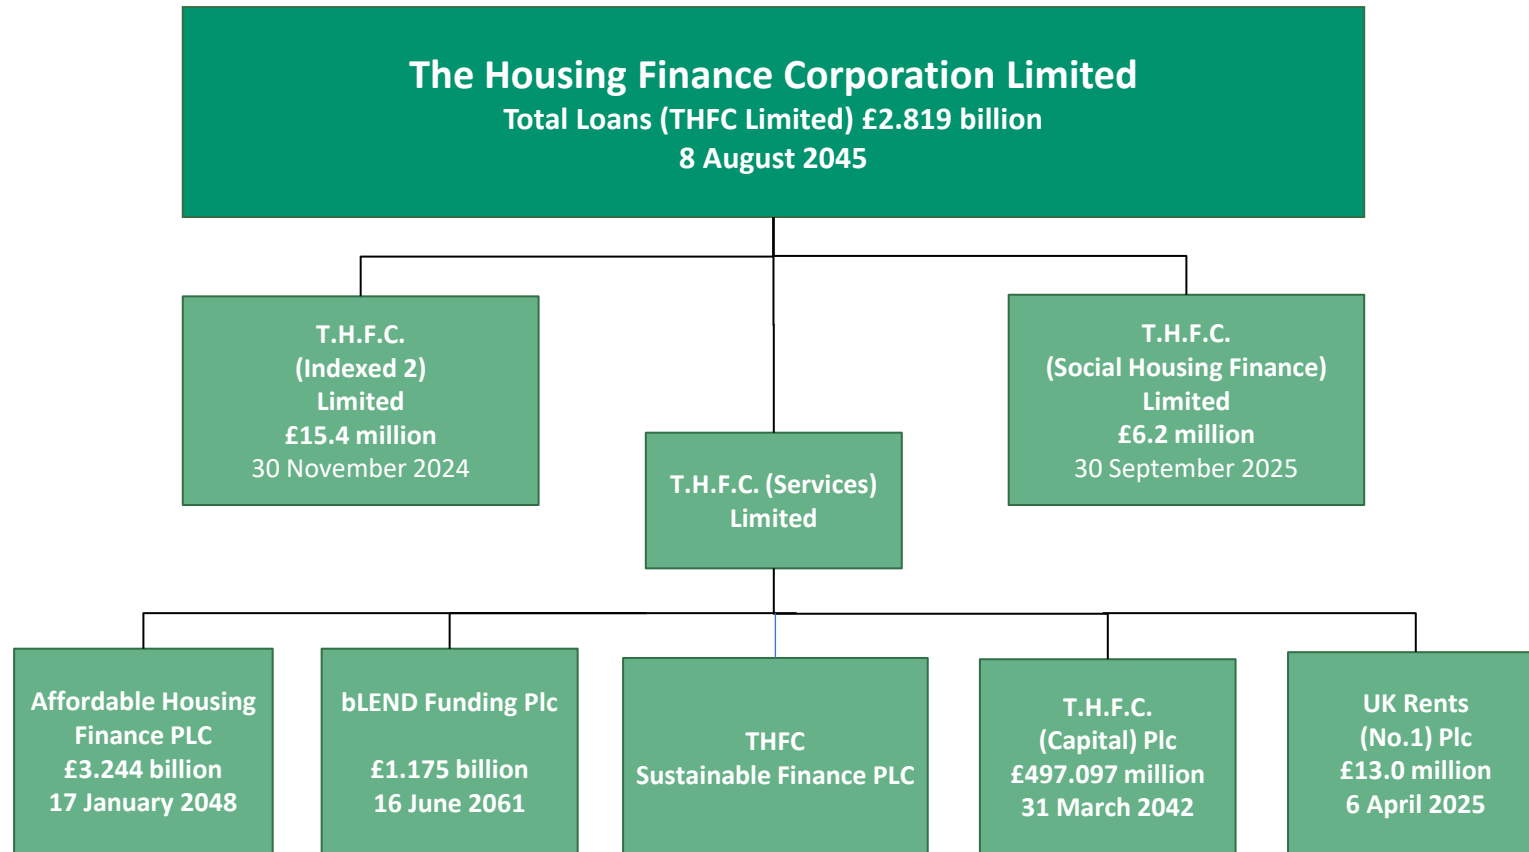 The Housing Finance Corporation Limited
Total Loans (THFC Limited) £2.819 billion
8 August 2045
T.H.F.C.
(Indexed 2)
Limited
£15.4 million
30 November 2024
T.H.F.C.
(Social Housing Finance)
Limited
£6.2 million
30 September 2025
T.H.F.C. (Services)
Limited
Affordable Housing
Finance PLC
£3.244 billion
17 January 2048
bLEND Funding Plc
£1.175 billion
16 June 2061
THFC
Sustainable Finance PLC
T.H.F.C.
(Capital) Plc
£497.097 million
31 March 2042
UK Rents
(No.1) Plc
£13.0 million
6 April 2025